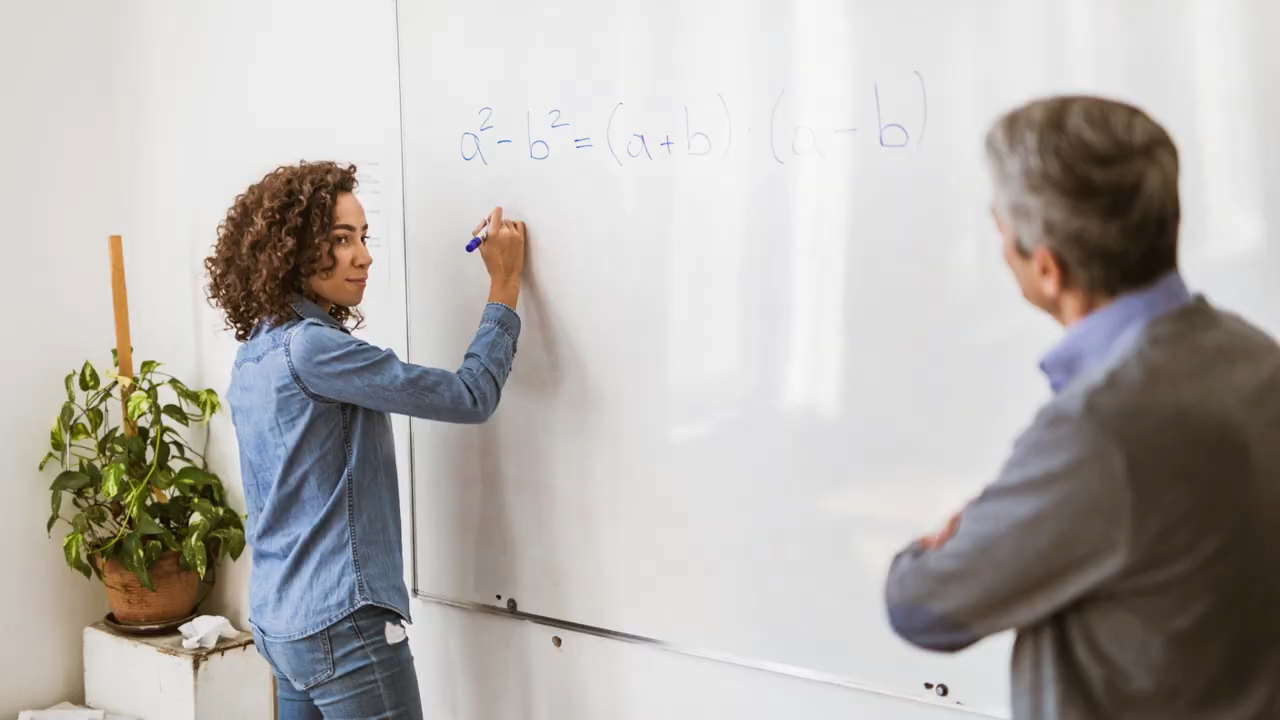 a² - b² = (a + b) · (a - b)